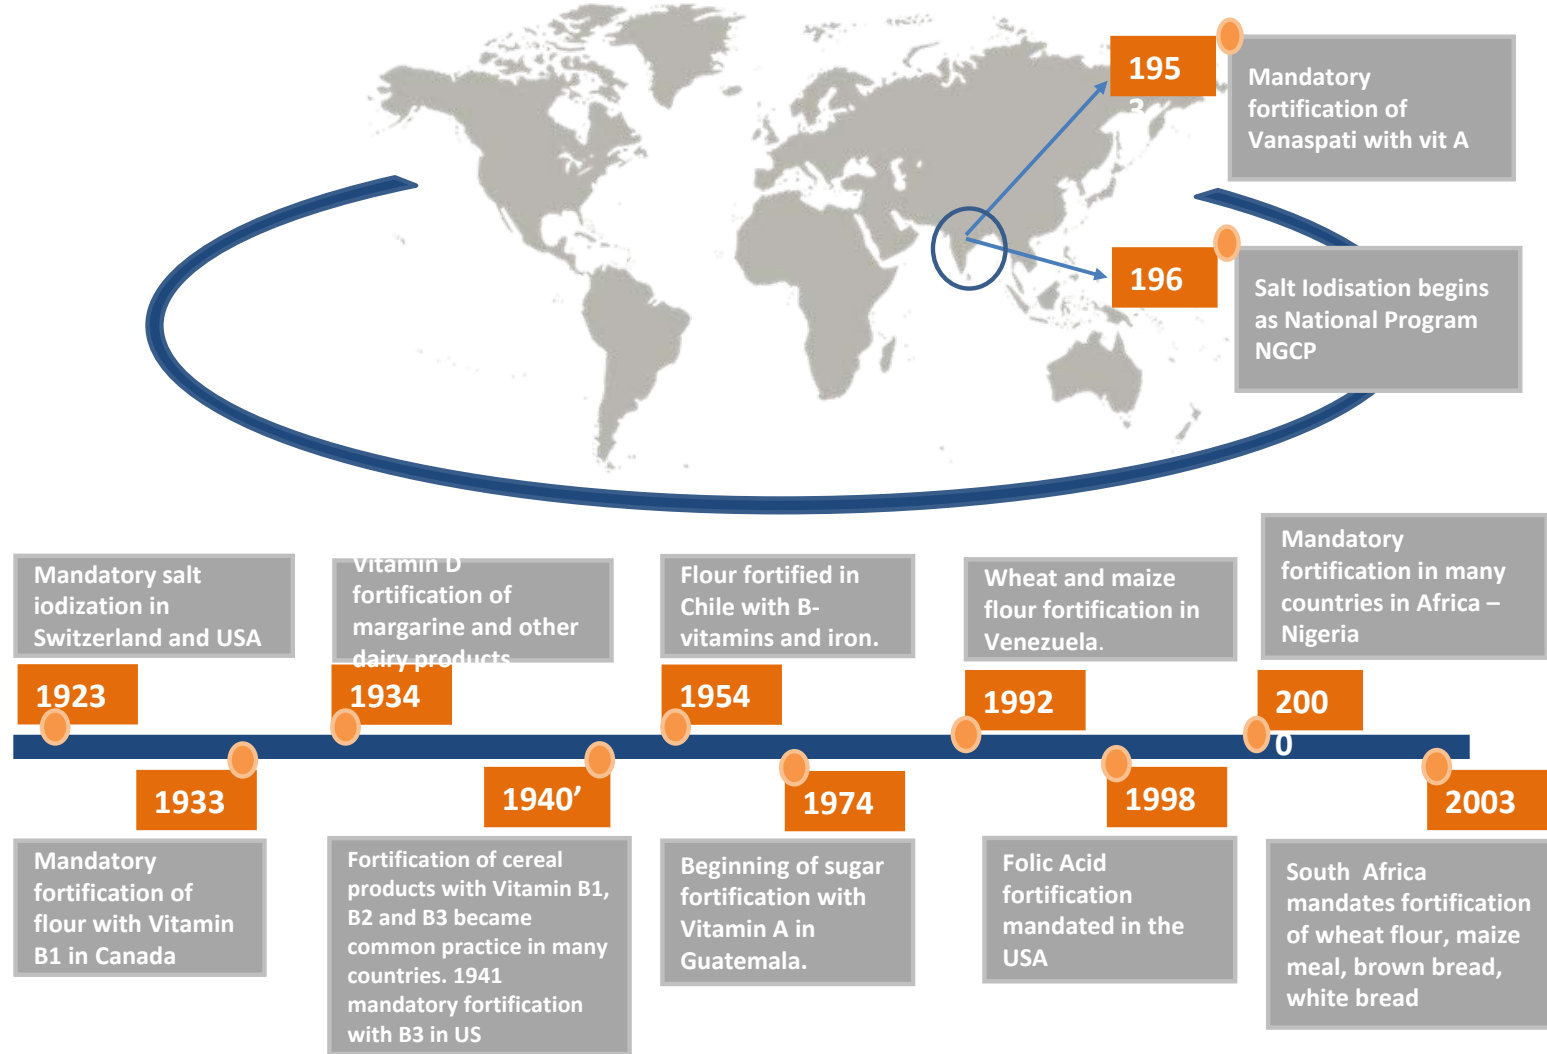 195
3
Mandatory
fortification of
Vanaspati with vit A
196
Salt Iodisation begins
as National Program
NGCP
Mandatory salt
iodization in
Switzerland and USA
1923
Vitamin D
fortification of
margarine and other
dairy products
1934
Flour fortified in
Chile with B-
vitamins and iron.
1954
Wheat and maize
flour fortification in
Venezuela.
1992
Mandatory
fortification in many
countries in Africa –
Nigeria
200
0
1933
Mandatory
fortification of
flour with Vitamin
B1 in Canada
1940’
Fortification of cereal
products with Vitamin B1,
B2 and B3 became
common practice in many
countries. 1941
mandatory fortification
with B3 in US
1974
Beginning of sugar
fortification with
Vitamin A in
Guatemala.
1998
Folic Acid
fortification
mandated in the
USA
2003
South Africa
mandates fortification
of wheat flour, maize
meal, brown bread,
white bread